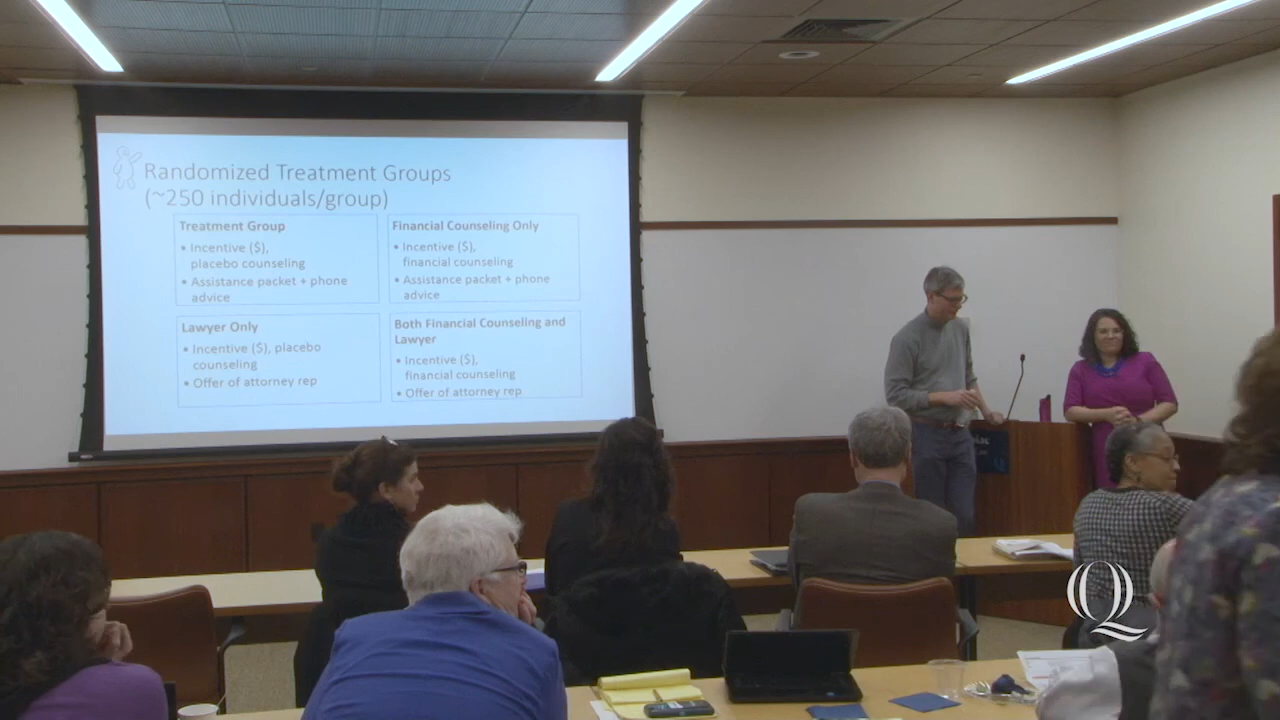 Randomized Treatment Groups
(~250 individuals/group)
Treatment Group
• Incentive ($),
placebo counseling
• Assistance packet + phone
advice
Financial Counseling Only
• Incentive ($),
financial counseling
• Assistance packet + phone
advice
Lawyer Only
• Incentive ($), placebo
counseling
• Offer of attorney rep
Both Financial Counseling and
Lawyer
• Incentive ($),
financial counseling
• Offer of attorney rep
Q